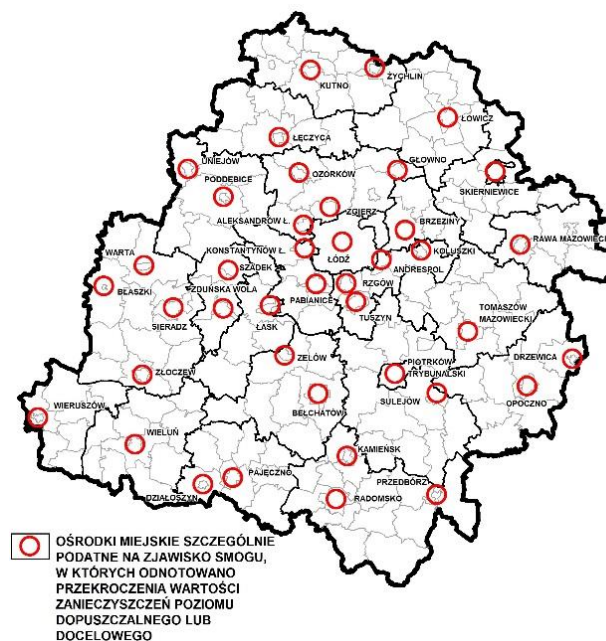 KUTNO
ŻYCHLIN
ŁOWICZ
ŁĘCZYCA
UNIEJÓW
PODDĘBICE
OZORKÓW
GŁOWNO
SKIERNIEWICE
ZGIERZ
ALEKSANDRÓW Ł.
BRZEZINY
RAWA MAZOWIECKA
KONSTANTYNÓW Ł.
ŁÓDŹ
KOLUSZKI
ANDRESPOL
WARTA
SZADEK
BŁASZKI
ZDUŃSKA WOLA
PABIANICE
RZGÓW
TUSZYN
SIERADZ
ŁASK
TOMASZÓW
MAZOWIECKI
ZELÓW
PIOTRKÓW
TRYBUNALSKI
DRZEWICA
ZŁOCZEW
BEŁCHATÓW
SULEJÓW
OPOCZNO
WIERUSZÓW
WIELUŃ
KAMIEŃSK
PAJĘCZNO
PRZEDBÓRZ
DZIAŁOSZYN
RADOMSKO
OŚRODKI MIEJSKIE SZCZEGÓLNIE
PODATNE NA ZJAWISKO SMOGU,
W KTÓRYCH ODNOTOWANO
PRZEKROCZENIA WARTOŚCI
ZANIECZYSZCZEŃ POZIOMU
DOPUSZCZALNEGO LUB
DOCELOWEGO